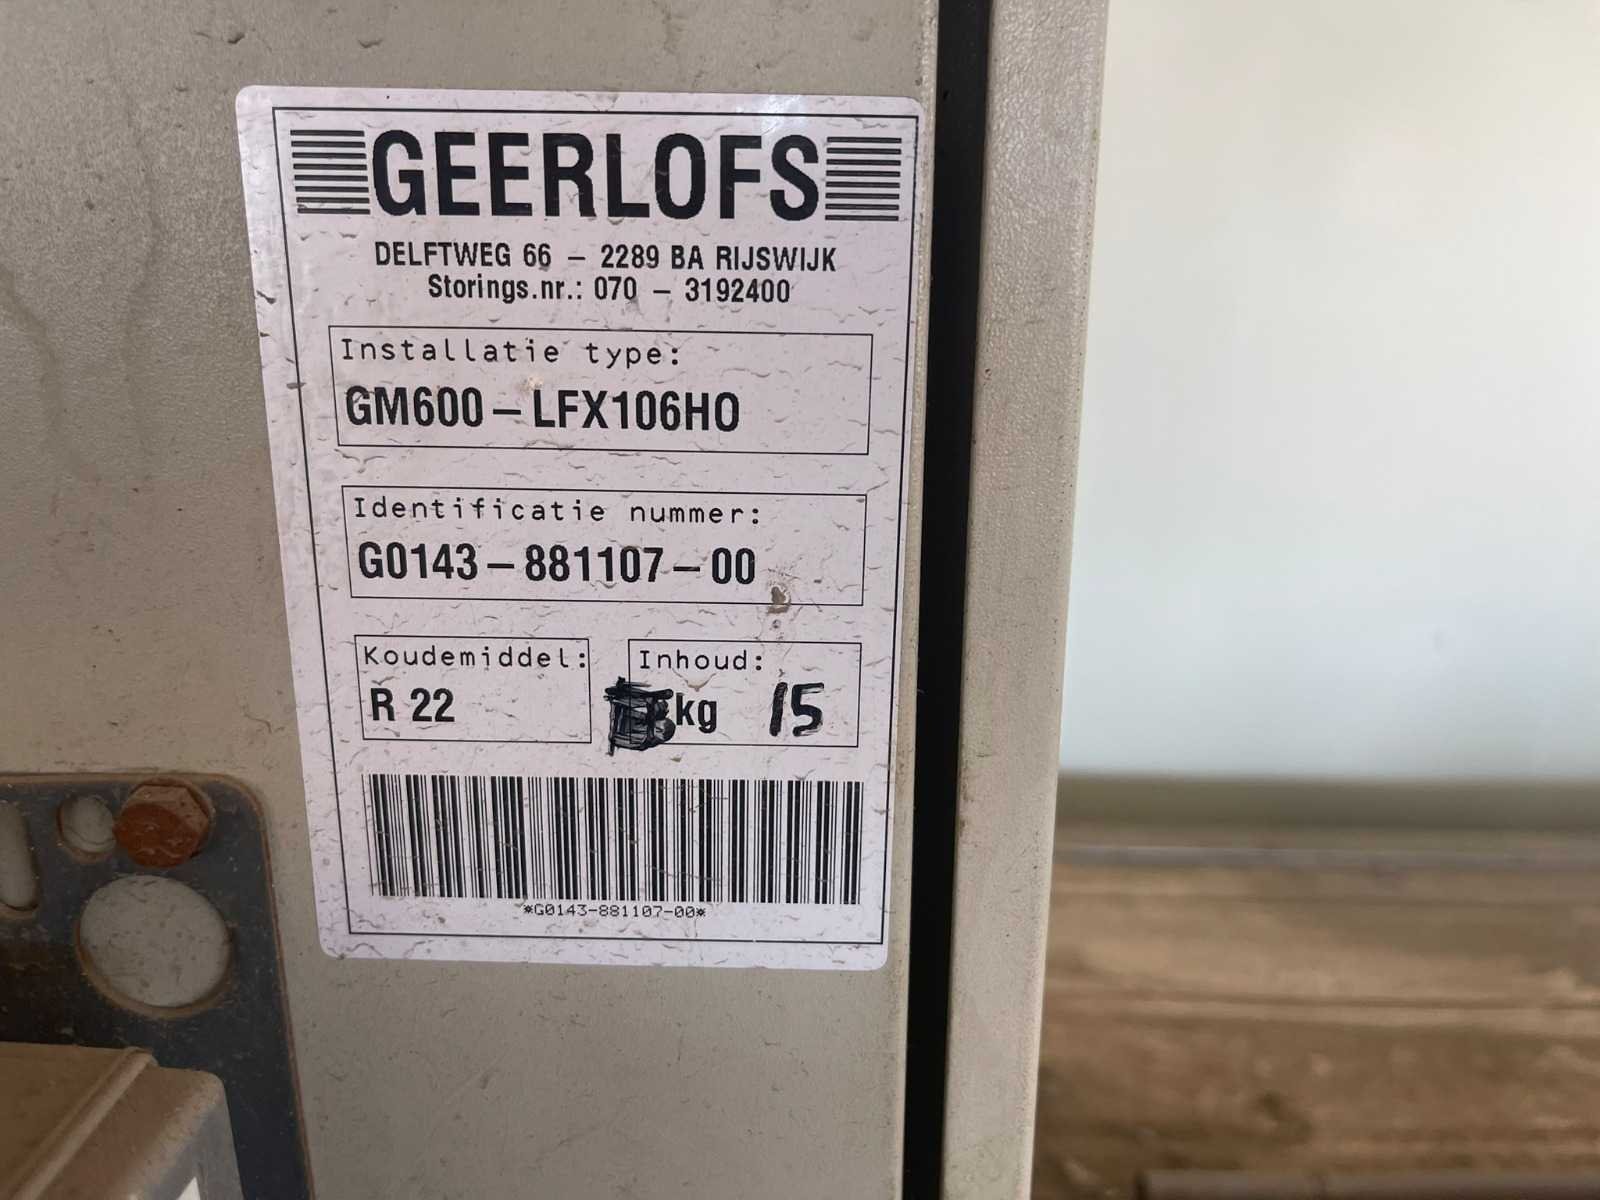 GEERLOFS
DELFTWEG 66 – 2289 BA RIJSWIJK
Storings.nr.: 070 – 3192400
Installatie type:
GM600–LFX106HO
Identificatie nummer:
G0143–881107–00
Koudemiddel:
R 22
Inhoud:
kg 15
*G0143-881107-00*